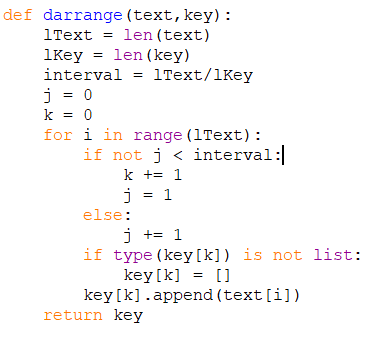 def darrange(text,key):
    lText = len(text)
    lKey = len(key)
    interval = lText/lKey
    j = 0
    k = 0
    for i in range(lText):
        if not j < interval:
            k += 1
            j = 1
        else:
            j += 1
        if type(key[k]) is not list:
            key[k] = []
        key[k].append(text[i])
    return key